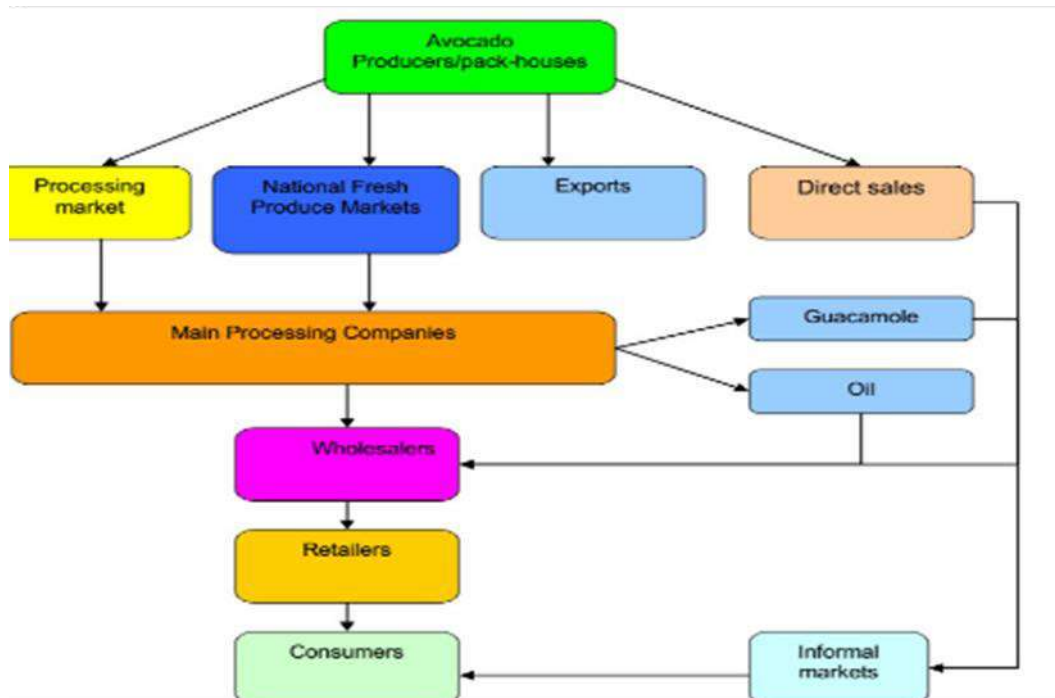 Avocado
Producers/pack-houses
Processing
market
National Fresh
Produce Markets
Exports
Direct sales
Main Processing Companies
Guacamole
Oil
Wholesalers
Retailers
Consumers
Informal
markets